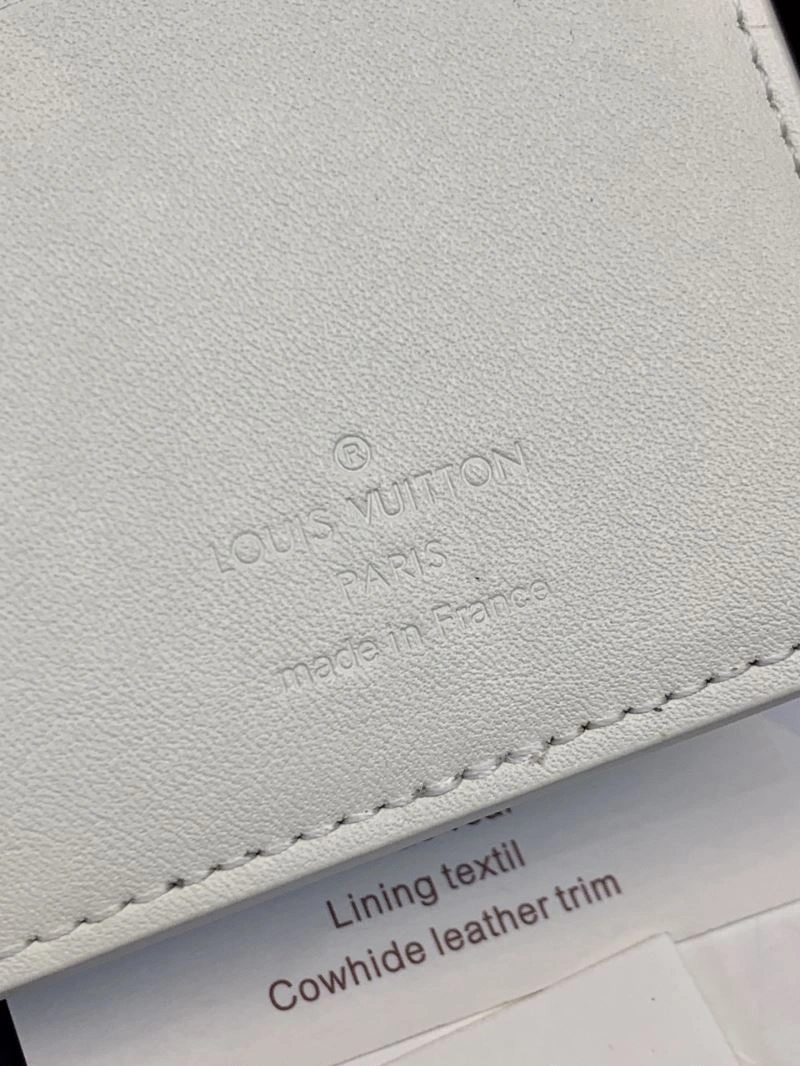 ®
LOUIS VUITTON
PARIS
made in France
Lining textil
Cowhide leather trim